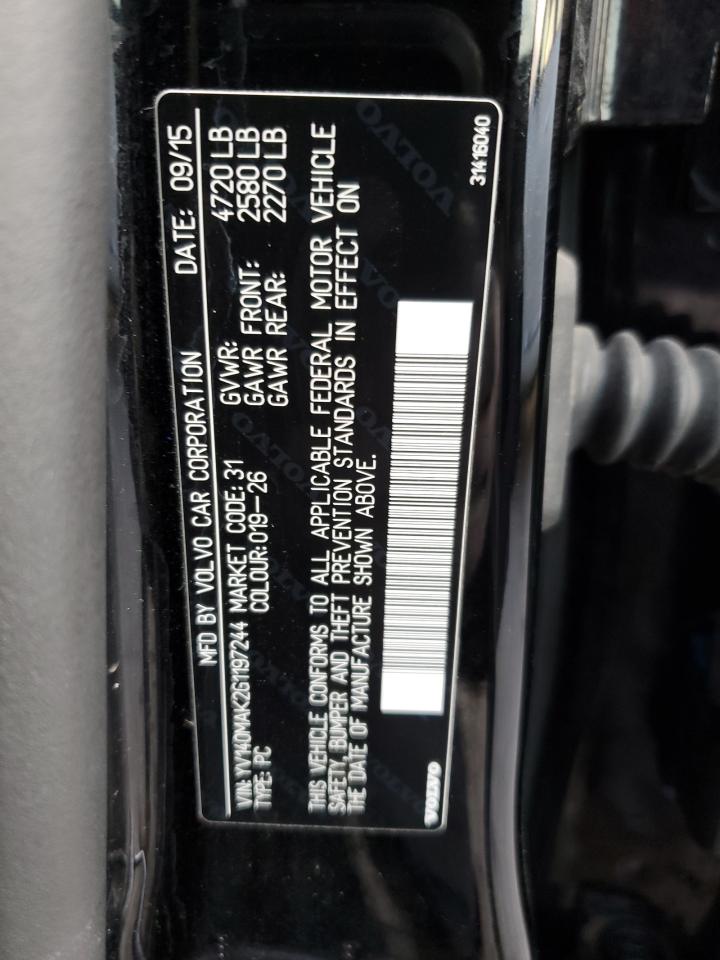 MFD BY VOLVO CAR CORPORATION DATE: 09/15
VIN: YV140MAK2G1197244 MARKET CODE: 31 GVWR: 4720 LB
TYPE: PC COLOUR: 019-26 GAWR FRONT: 2580 LB
GAWR REAR: 2270 LB
THIS VEHICLE CONFORMS TO ALL APPLICABLE FEDERAL MOTOR VEHICLE
SAFETY, BUMPER AND THEFT PREVENTION STANDARDS IN EFFECT ON
THE DATE OF MANUFACTURE SHOWN ABOVE.
VOLVO 31416040